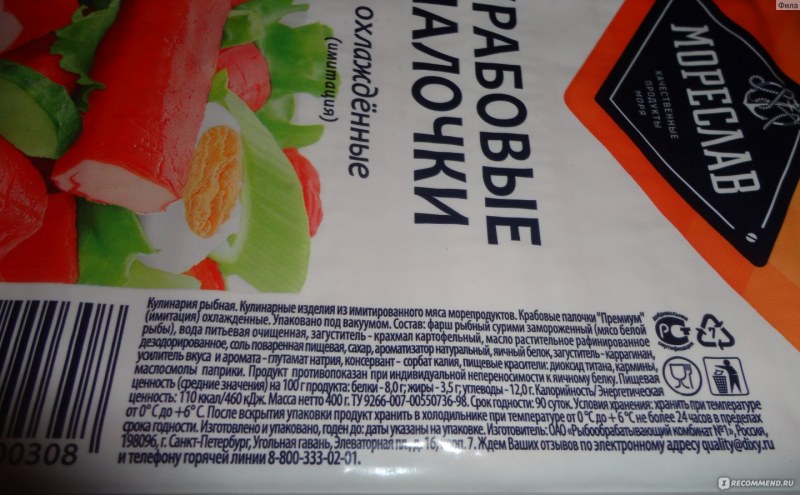 Фила
КРАБОВЫЕ
ПАЛОЧКИ
охлаждённые
(имитация)
МОРЕСЛАВ
КАЧЕСТВЕННЫЕ
ПРОДУКТЫ
МОРЯ
Кулинария рыбная. Кулинарные изделия из имитированного мяса морепродуктов. Крабовые палочки "Премиум"
(имитация) охлажденные. Упаковано под вакуумом. Состав: фарш рыбный сурими замороженный (мясо белой
рыбы), вода питьевая очищенная, загуститель - крахмал картофельный, масло растительное рафинированное
дезодорированное, соль поваренная пищевая, сахар, ароматизатор натуральный, яичный белок, загуститель - каррагинан,
усилитель вкуса и аромата - глутамат натрия, консервант - сорбат калия, пищевые красители: диоксид титана, кармины,
маслосмолы паприки. Продукт противопоказан при индивидуальной непереносимости к яичному белку. Пищевая
ценность (средние значения) на 100 г продукта: белки - 8,0 г; жиры - 3,5 г; углеводы - 12,0 г. Калорийность/ Энергетическая
ценность: 110 ккал/460 кДж. Масса нетто 400 г. ТУ 9266-007-00550736-98. Срок годности: 90 суток. Условия хранения: хранить при температуре
от 0° С до +6° С. После вскрытия упаковки продукт хранить в холодильнике при температуре от 0° С до + 6 °С не более 24 часов в пределах
срока годности. Изготовлено и упаковано, годен до: даты указаны на упаковке. Изготовитель: ОАО «Рыбообрабатывающий комбинат №1», Россия,
198096, г. Санкт-Петербург, Угольная гавань, Элеваторная пл., д. 16, корп. 7. Ждем Ваших отзывов по электронному адресу quality@dixy.ru
и телефону горячей линии 8-800-333-02-01.
00308
РСТ
7
IRECOMMEND.RU